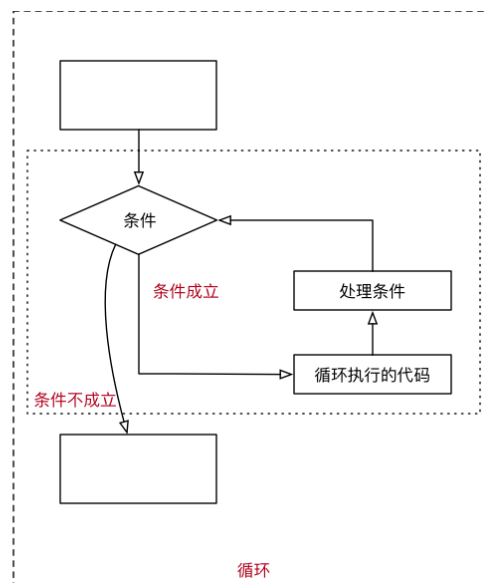 条件
条件成立
处理条件
循环执行的代码
条件不成立
循环